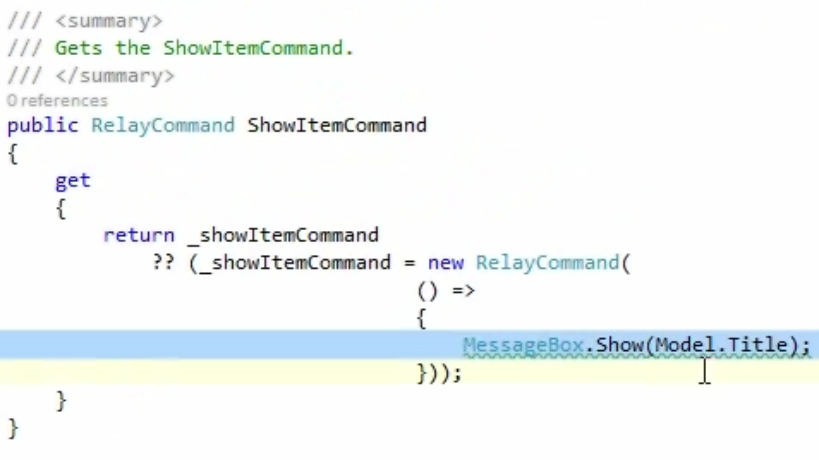 /// <summary>
/// Gets the ShowItemCommand.
/// </summary>
0 references
public RelayCommand ShowItemCommand
{
    get
    {
        return _showItemCommand
            ?? (_showItemCommand = new RelayCommand(
                                  () =>
                                  {
                                      MessageBox.Show(Model.Title);
                                  }));
    }
}